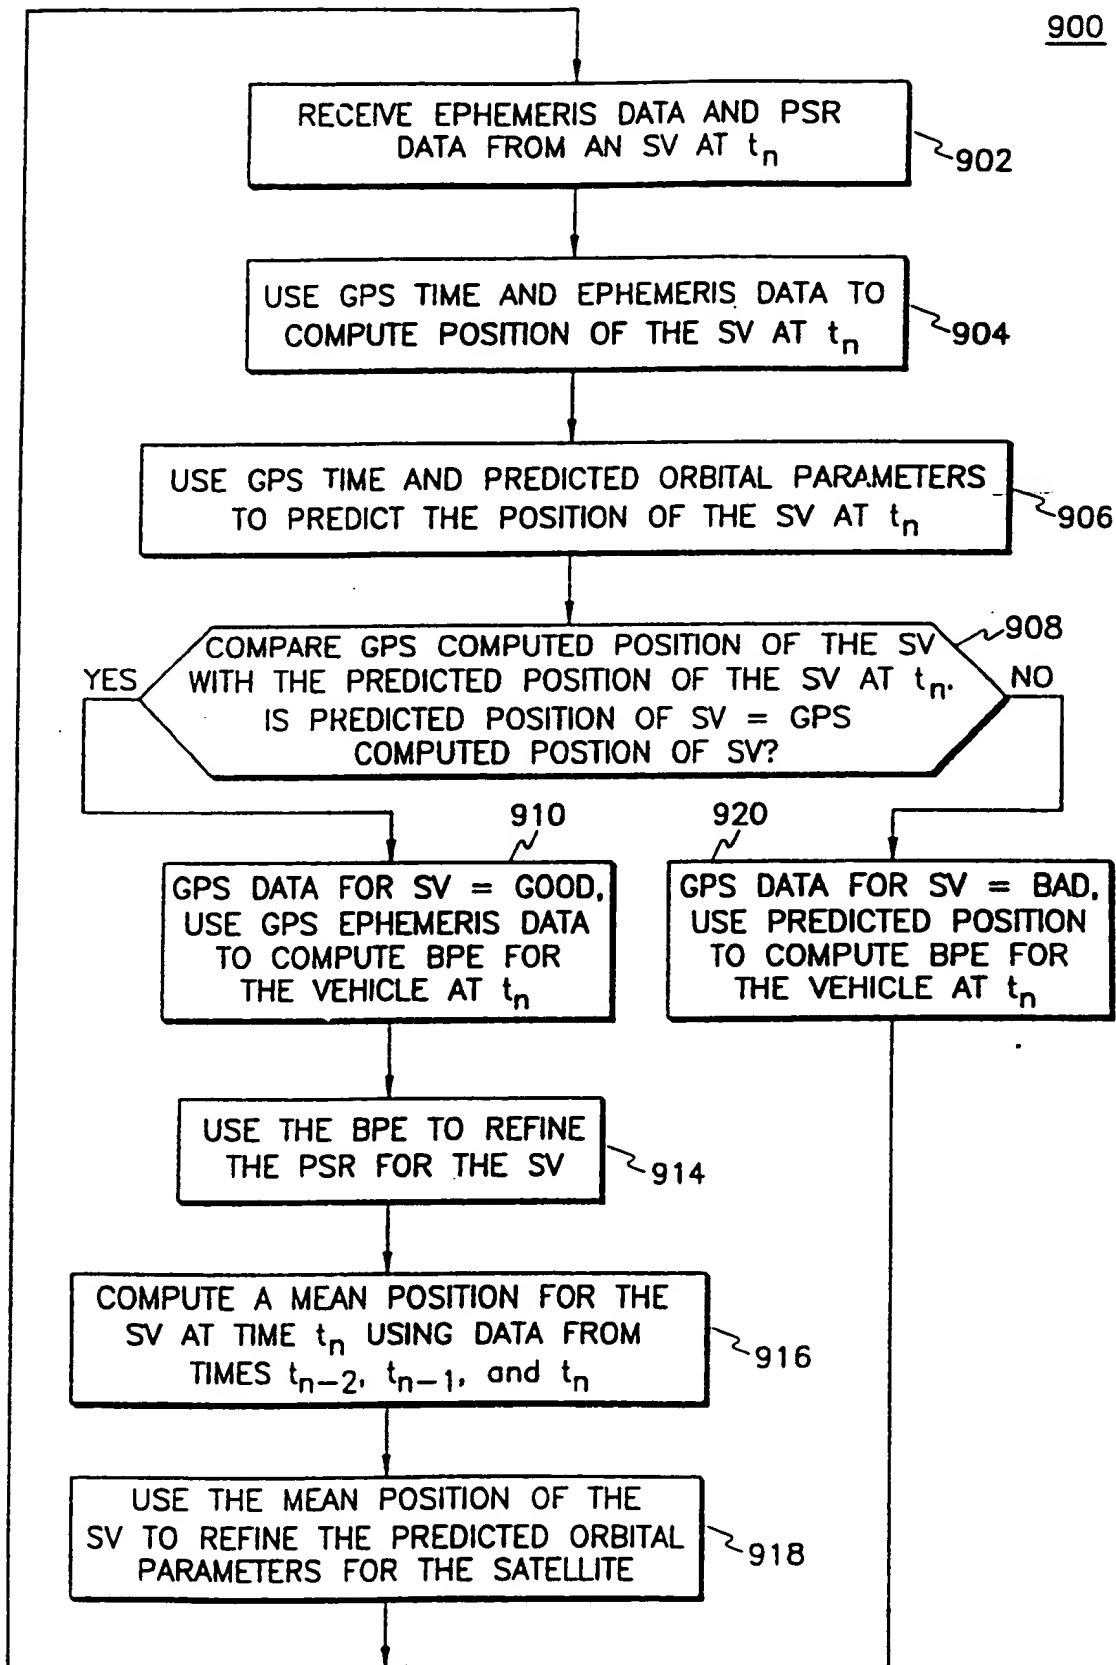 900
RECEIVE EPHEMERIS DATA AND PSR
DATA FROM AN SV AT tn
902
USE GPS TIME AND EPHEMERIS DATA TO
COMPUTE POSITION OF THE SV AT tn
904
USE GPS TIME AND PREDICTED ORBITAL PARAMETERS
TO PREDICT THE POSITION OF THE SV AT tn
906
COMPARE GPS COMPUTED POSITION OF THE SV
WITH THE PREDICTED POSITION OF THE SV AT tn.
IS PREDICTED POSITION OF SV = GPS
COMPUTED POSTION OF SV?
908
YES
NO
910
GPS DATA FOR SV = GOOD,
USE GPS EPHEMERIS DATA
TO COMPUTE BPE FOR
THE VEHICLE AT tn
920
GPS DATA FOR SV = BAD,
USE PREDICTED POSITION
TO COMPUTE BPE FOR
THE VEHICLE AT tn
USE THE BPE TO REFINE
THE PSR FOR THE SV
914
COMPUTE A MEAN POSITION FOR THE
SV AT TIME tn USING DATA FROM
TIMES tn-2, tn-1, and tn
916
USE THE MEAN POSITION OF THE
SV TO REFINE THE PREDICTED ORBITAL
PARAMETERS FOR THE SATELLITE
918